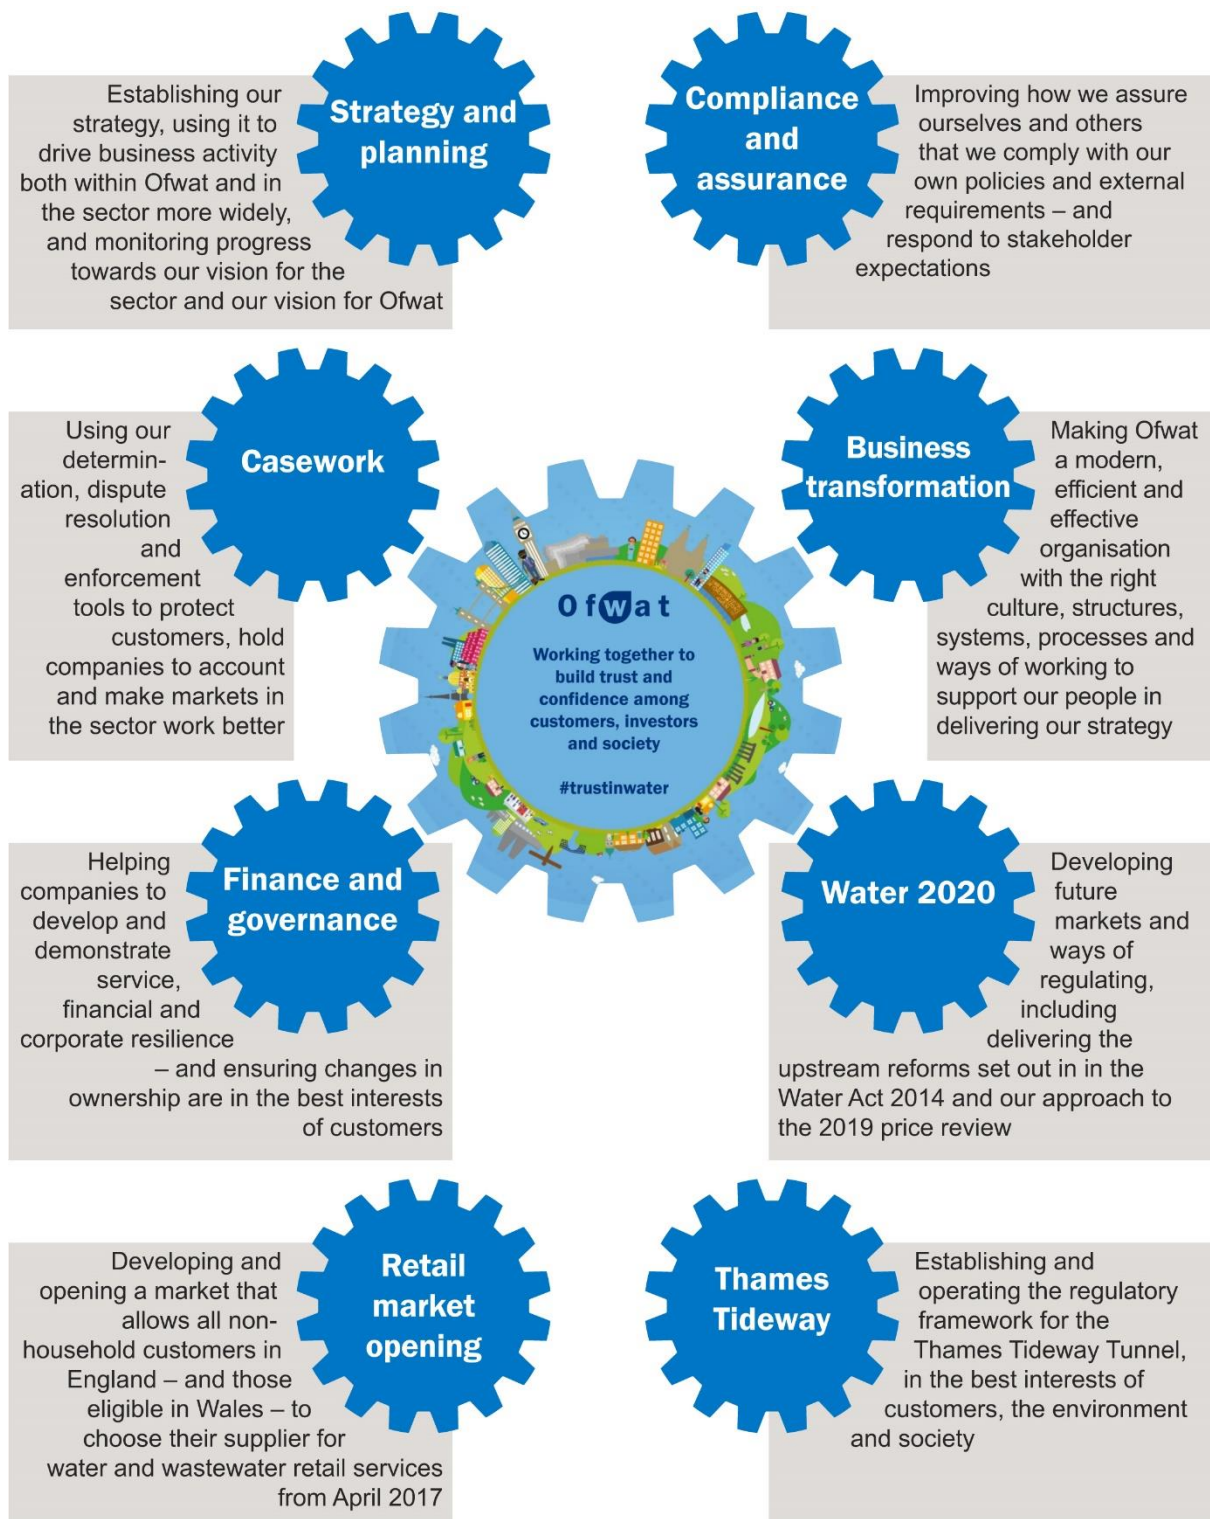 Strategy and
planning
Establishing our
strategy, using it to
drive business activity
both within Ofwat and in
the sector more widely,
and monitoring progress
towards our vision for the
sector and our vision for Ofwat
Compliance
and
assurance
Improving how we assure
ourselves and others
that we comply with our
own policies and external
requirements – and
respond to stakeholder
expectations
Casework
Using our
determin-
ation, dispute
resolution
and
enforcement
tools to protect
customers, hold
companies to account
and make markets in
the sector work better
Business
transformation
Making Ofwat
a modern,
efficient and
effective
organisation
with the right
culture, structures,
systems, processes and
ways of working to
support our people in
delivering our strategy
Ofwat
Working together to
build trust and
confidence among
customers, investors
and society
#trustinwater
Finance and
governance
Helping
companies to
develop and
demonstrate
service,
financial and
corporate resilience
– and ensuring changes in
ownership are in the best interests
of customers
Water 2020
Developing
future
markets and
ways of
regulating,
including
delivering the
upstream reforms set out in in the
Water Act 2014 and our approach to
the 2019 price review
Retail
market
opening
Developing and
opening a market that
allows all non-
household customers in
England – and those
eligible in Wales – to
choose their supplier for
water and wastewater retail services
from April 2017
Thames
Tideway
Establishing and
operating the regulatory
framework for the
Thames Tideway Tunnel,
in the best interests of
customers, the environment
and society